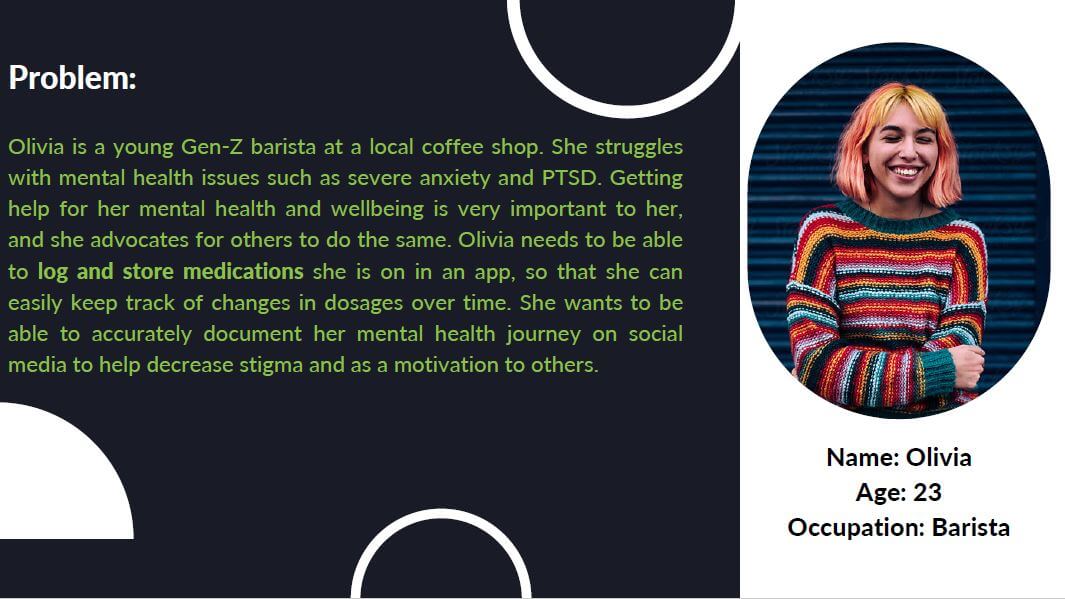 Problem:
Olivia is a young Gen-Z barista at a local coffee shop. She struggles
with mental health issues such as severe anxiety and PTSD. Getting
help for her mental health and wellbeing is very important to her,
and she advocates for others to do the same. Olivia needs to be able
to log and store medications she is on in an app, so that she can
easily keep track of changes in dosages over time. She wants to be
able to accurately document her mental health journey on social
media to help decrease stigma and as a motivation to others.
Name: Olivia
Age: 23
Occupation: Barista